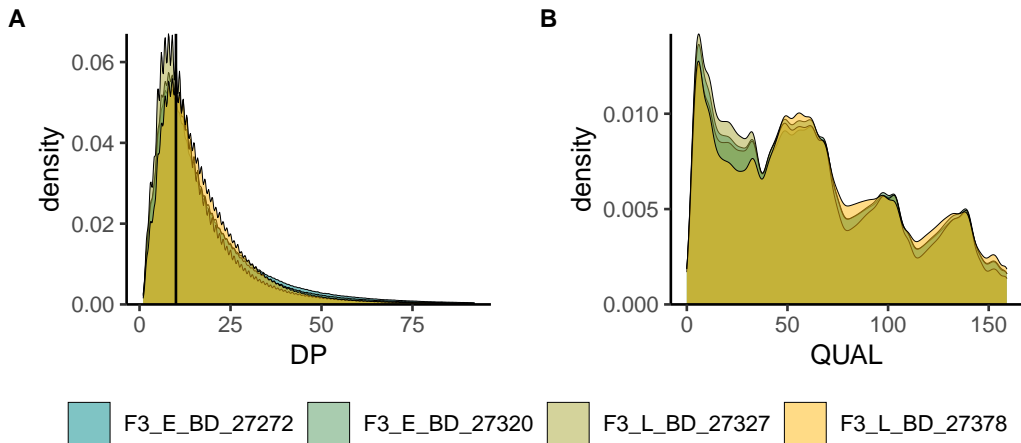 A
density
0.06
0.04
0.02
0.00
0 25 50 75
DP
B
density
0.010
0.005
0.000
0 50 100 150
QUAL
F3_E_BD_27272 F3_E_BD_27320 F3_L_BD_27327 F3_L_BD_27378